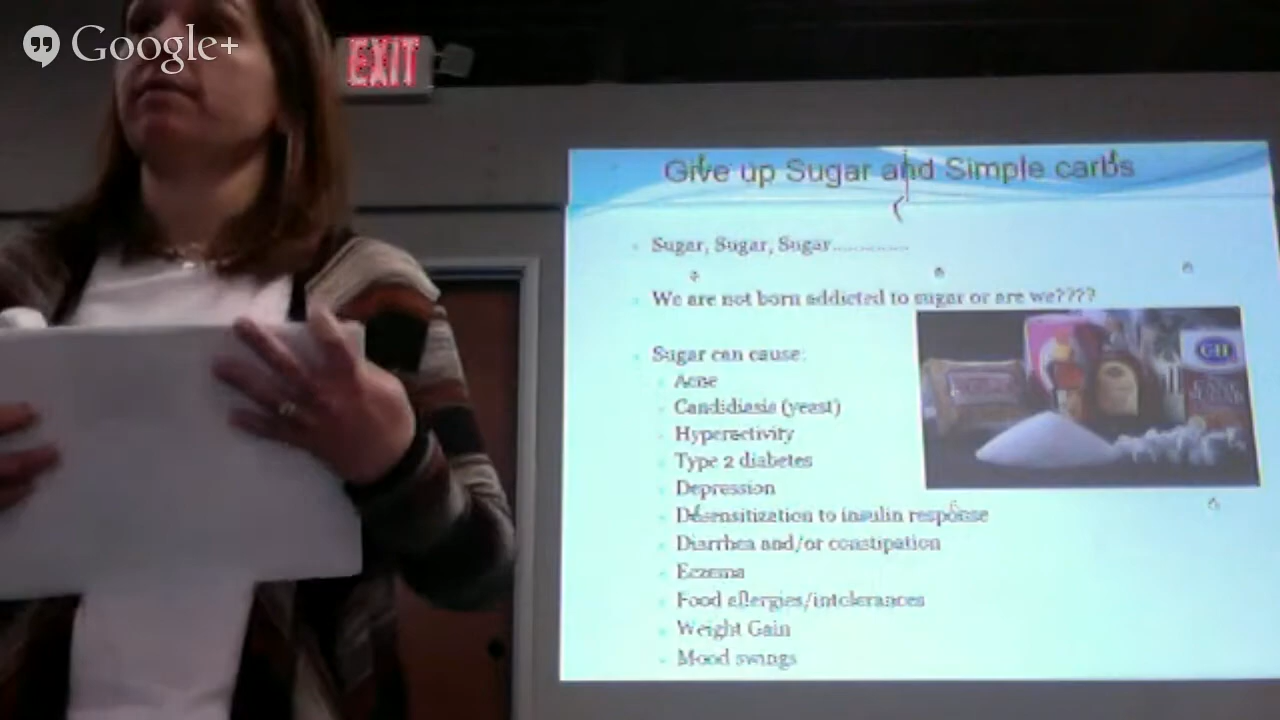 Google+
EXIT
Give up Sugar and Simple carbs
Sugar, Sugar, Sugar..............
We are not born addicted to sugar or are we????
Sugar can cause:
Acne
Candidiasis (yeast)
Hyperactivity
Type 2 diabetes
Depression
Desensitization to insulin response
Diarrhea and/or constipation
Eczema
Food allergies/intolerances
Weight Gain
Mood swings